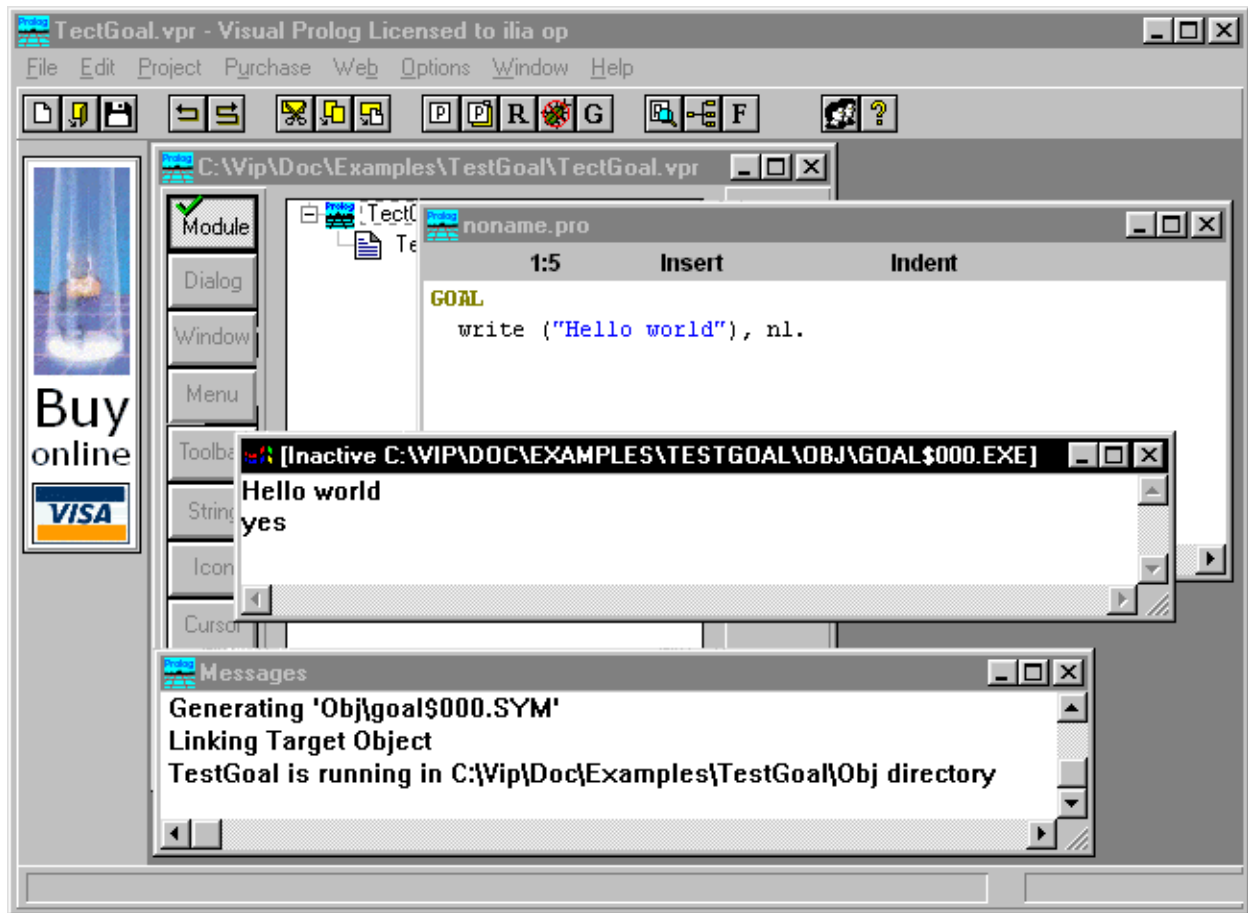 TectGoal.vpr - Visual Prolog Licensed to ilia op
File Edit Project Purchase Web Options Window Help
P P R G F ?
C:\Vip\Doc\Examples\TestGoal\TectGoal.vpr
Module
Dialog
Window
Menu
Toolba
String
Icon
Cursor
Buy
online
VISA
noname.pro
1:5 Insert Indent
GOAL
write ("Hello world"), nl.
[Inactive C:\VIP\DOC\EXAMPLES\TESTGOAL\OBJ\GOAL$000.EXE]
Hello world
yes
Messages
Generating 'Obj\goal$000.SYM'
Linking Target Object
TestGoal is running in C:\Vip\Doc\Examples\TestGoal\Obj directory